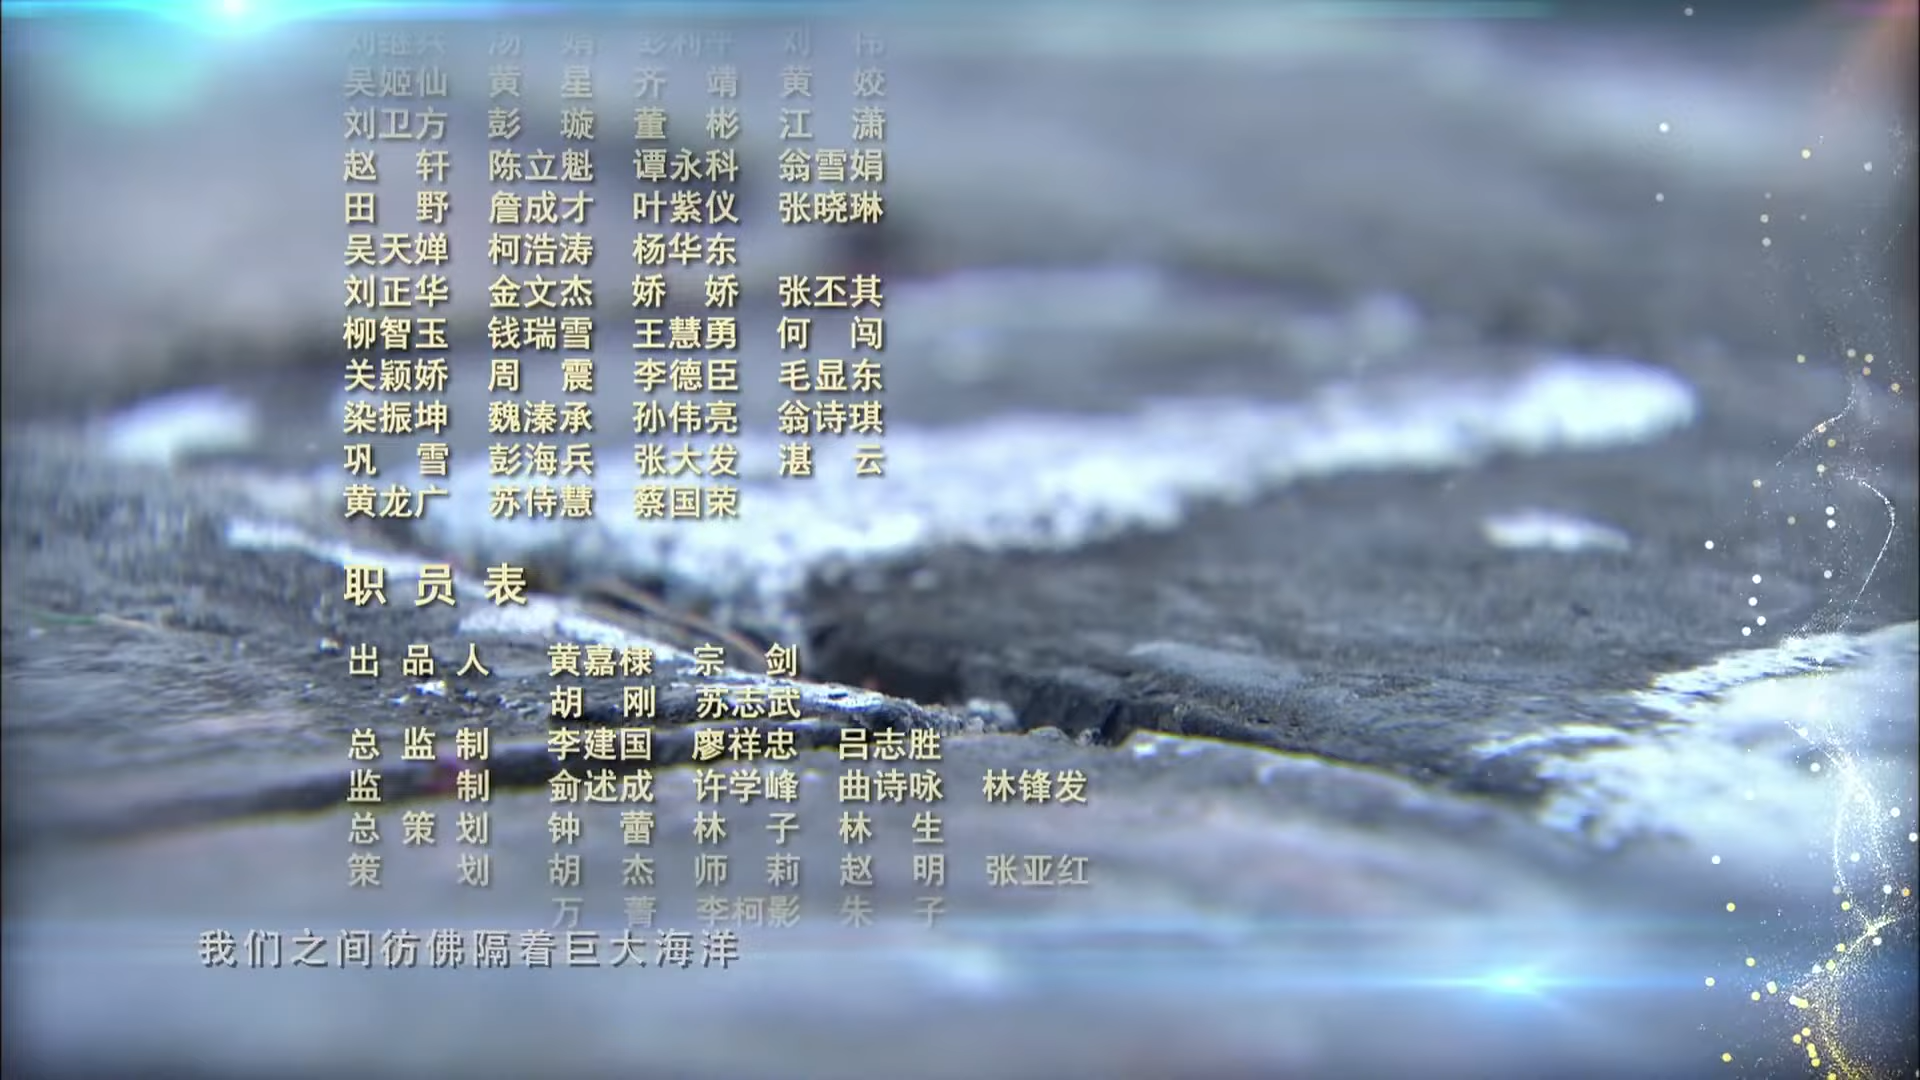 吴姬仙 黄星 齐靖 黄姣
刘卫方 彭璇 董彬 江潇
赵轩 陈立魁 谭永科 翁雪娟
田野 詹成才 叶紫仪 张晓琳
吴天婵 柯浩涛 杨华东
刘正华 金文杰 娇娇 张丕其
柳智玉 钱瑞雪 王慧勇 何闯
关颖娇 周震 李德臣 毛显东
染振坤 魏溱承 孙伟亮 翁诗琪
巩雪 彭海兵 张大发 湛云
黄龙广 苏侍慧 蔡国荣
职员表
出品人 黄嘉棣 宗剑
胡刚 苏志武
总监制 李建国 廖祥忠 吕志胜
监制 俞述成 许学峰 曲诗咏 林锋发
总策划 钟蕾 林子 林生
策划 胡杰 师莉 赵明 张亚红
万菁 李柯影 朱子
我们之间彷佛隔着巨大海洋